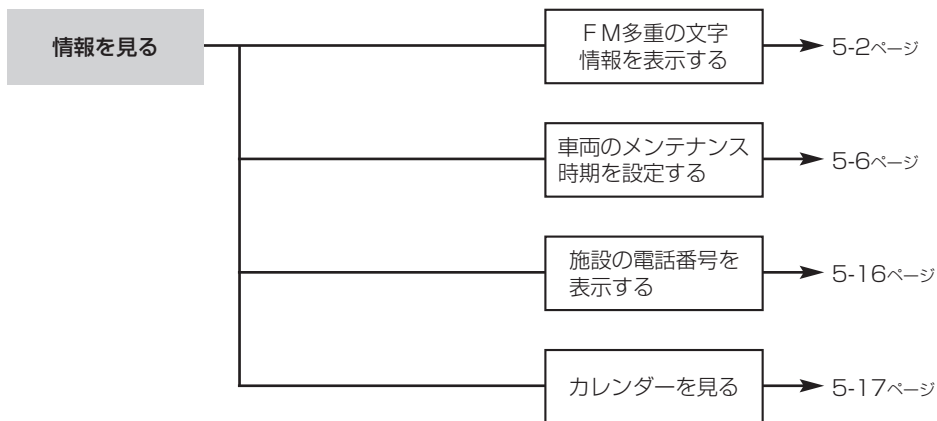 情報を見る
ＦＭ多重の文字
情報を表示する
5-2ページ
車両のメンテナンス
時期を設定する
5-6ページ
施設の電話番号を
表示する
5-16ページ
カレンダーを見る
5-17ページ